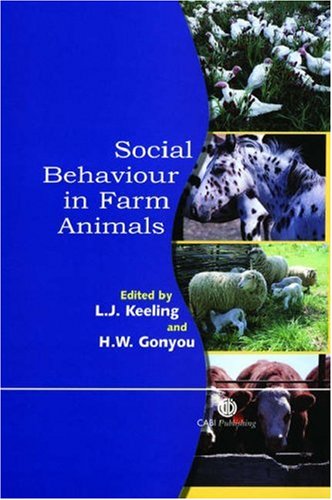 Social
Behaviour
in Farm
Animals
Edited by
L.J. Keeling
and
H.W. Gonyou
CABI Publishing